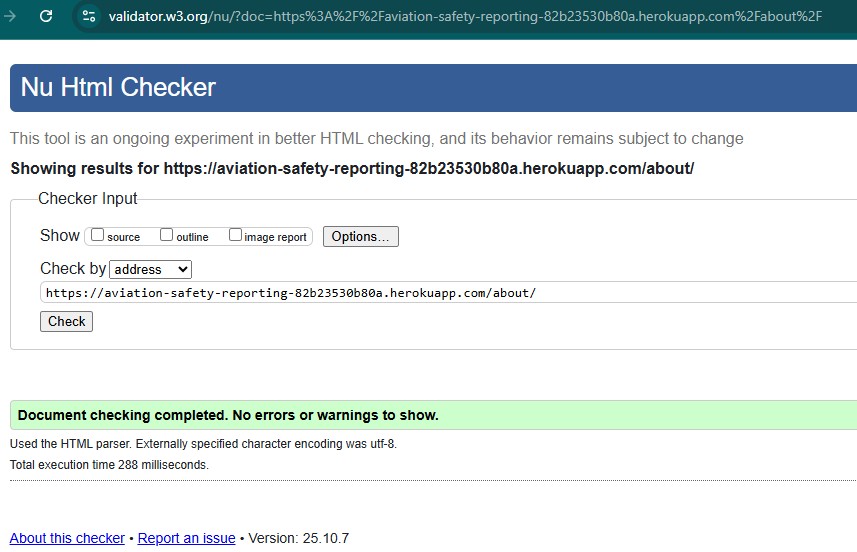 validator.w3.org/nu/?doc=https%3A%2F%2Faviation-safety-reporting-82b23530b80a.herokuapp.com%2Fabout%2F
Nu Html Checker
This tool is an ongoing experiment in better HTML checking, and its behavior remains subject to change
Showing results for https://aviation-safety-reporting-82b23530b80a.herokuapp.com/about/
Checker Input
Show source outline image report Options...
Check by address
https://aviation-safety-reporting-82b23530b80a.herokuapp.com/about/
Check
Document checking completed. No errors or warnings to show.
Used the HTML parser. Externally specified character encoding was utf-8.
Total execution time 288 milliseconds.
About this checker • Report an issue • Version: 25.10.7